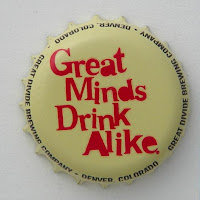 Great
Minds
Drink
Alike.
GREAT DIVIDE BREWING COMPANY • DENVER, COLORADO
GREAT DIVIDE BREWING COMPANY • DENVER, COLORADO